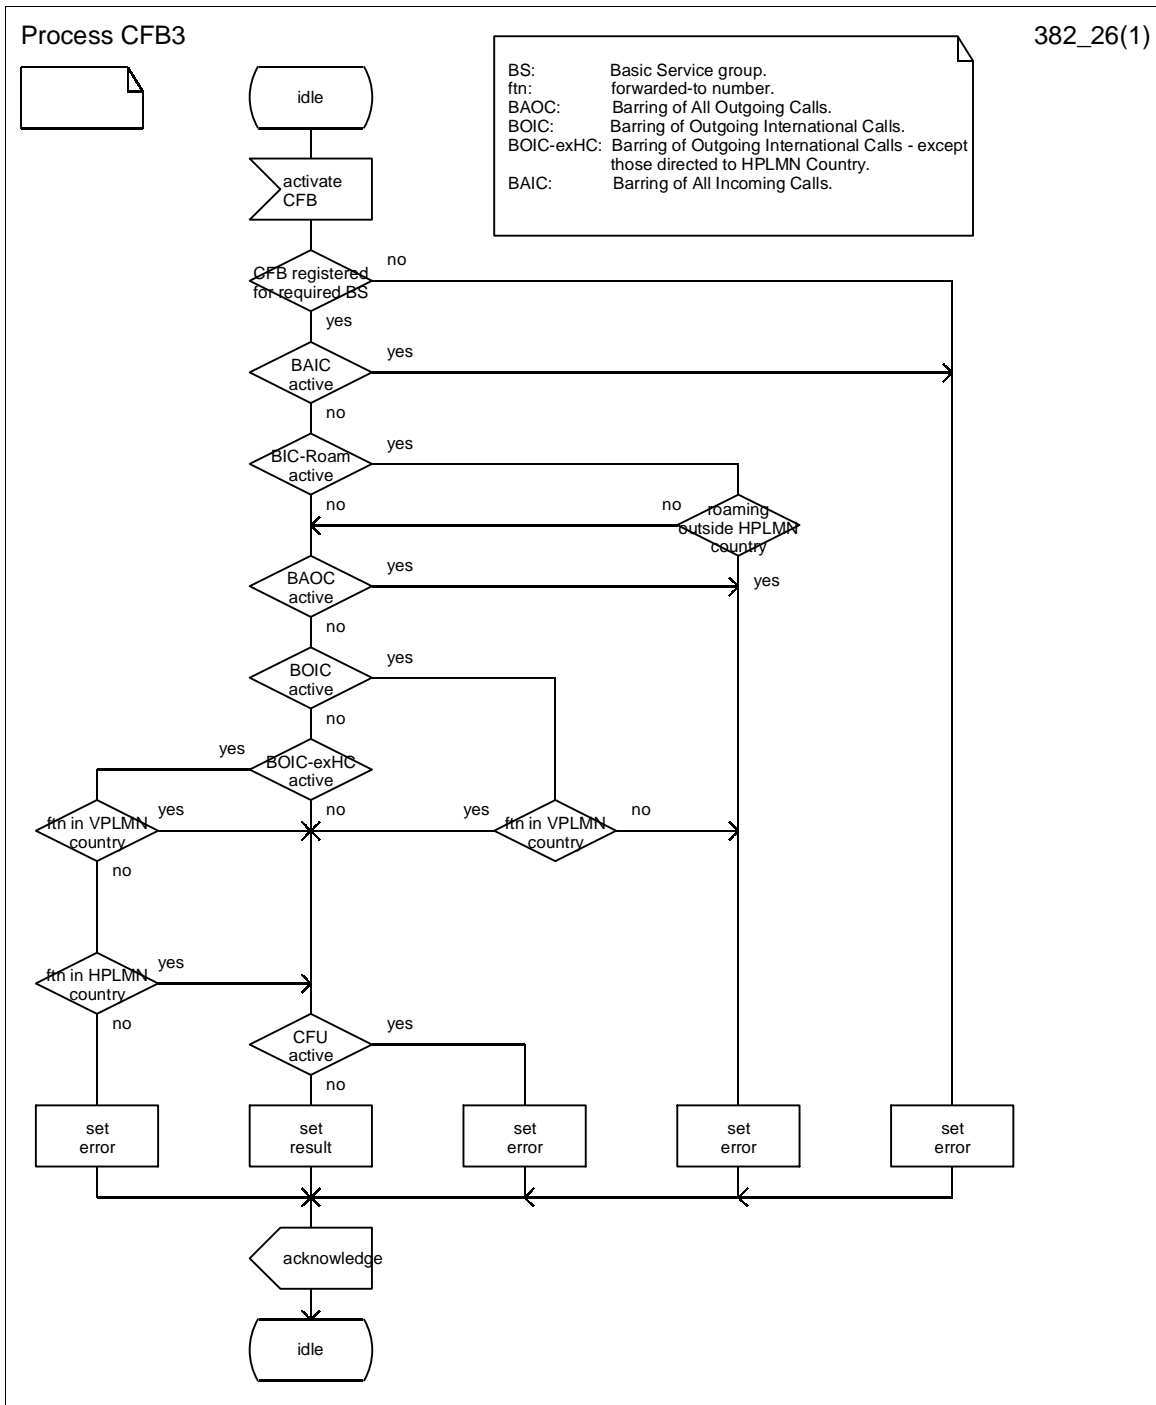 Process CFB3
382_26(1)
BS: Basic Service group.
ftn: forwarded-to number.
BAOC: Barring of All Outgoing Calls.
BOIC: Barring of Outgoing International Calls.
BOIC-exHC: Barring of Outgoing International Calls - except
those directed to HPLMN Country.
BAIC: Barring of All Incoming Calls.
idle
activate
CFB
CFB registered
for required BS
no
yes
BAIC
active
yes
no
BIC-Roam
active
yes
no
no
roaming
outside HPLMN
country
yes
BAOC
active
yes
no
BOIC
active
yes
no
yes
BOIC-exHC
active
no
ftn in VPLMN
country
yes
no
yes
ftn in VPLMN
country
no
ftn in HPLMN
country
yes
no
CFU
active
yes
no
set
error
set
result
set
error
set
error
set
error
acknowledge
idle